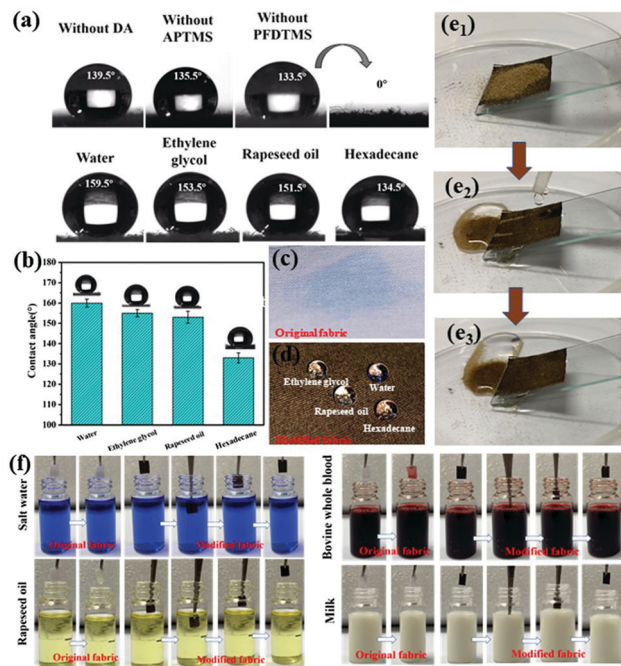 (a)
Without DA
Without
APTMS
Without
PFDTMS
139.5°
135.5°
133.5°
0°
Water
Ethylene
glycol
Rapeseed oil
Hexadecane
159.5°
153.5°
151.5°
134.5°
(b)
Contact angle(°)
180
170
160
150
140
130
120
110
100
Water
Ethylene glycol
Rapeseed oil
Hexadecane
(c)
Original fabric
(d)
Ethylene glycol
Water
Rapeseed oil
Hexadecane
Modified fabric
(e1)
(e2)
(e3)
(f)
Salt water
Original fabric
Modified fabric
Bovine whole blood
Original fabric
Modified fabric
Rapeseed oil
Original fabric
Modified fabric
Milk
Original fabric
Modified fabric